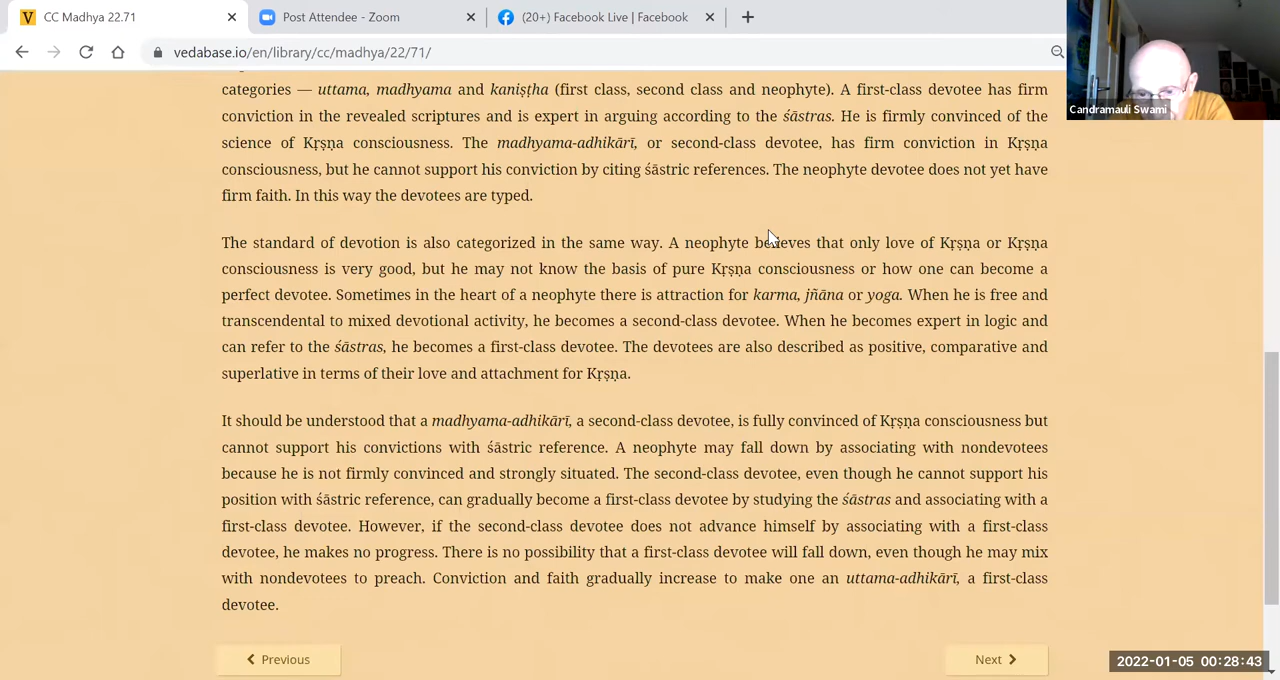 CC Madhya 22.71
Post Attendee - Zoom
(20+) Facebook Live | Facebook
vedabase.io/en/library/cc/madhya/22/71/
Candramauli Swami
categories — uttama, madhyama and kaniṣṭha (first class, second class and neophyte). A first-class devotee has firm
conviction in the revealed scriptures and is expert in arguing according to the śāstras. He is firmly convinced of the
science of Kṛṣṇa consciousness. The madhyama-adhikārī, or second-class devotee, has firm conviction in Kṛṣṇa
consciousness, but he cannot support his conviction by citing śāstric references. The neophyte devotee does not yet have
firm faith. In this way the devotees are typed.
The standard of devotion is also categorized in the same way. A neophyte believes that only love of Kṛṣṇa or Kṛṣṇa
consciousness is very good, but he may not know the basis of pure Kṛṣṇa consciousness or how one can become a
perfect devotee. Sometimes in the heart of a neophyte there is attraction for karma, jñāna or yoga. When he is free and
transcendental to mixed devotional activity, he becomes a second-class devotee. When he becomes expert in logic and
can refer to the śāstras, he becomes a first-class devotee. The devotees are also described as positive, comparative and
superlative in terms of their love and attachment for Kṛṣṇa.
It should be understood that a madhyama-adhikārī, a second-class devotee, is fully convinced of Kṛṣṇa consciousness but
cannot support his convictions with śāstric reference. A neophyte may fall down by associating with nondevotees
because he is not firmly convinced and strongly situated. The second-class devotee, even though he cannot support his
position with śāstric reference, can gradually become a first-class devotee by studying the śāstras and associating with a
first-class devotee. However, if the second-class devotee does not advance himself by associating with a first-class
devotee, he makes no progress. There is no possibility that a first-class devotee will fall down, even though he may mix
with nondevotees to preach. Conviction and faith gradually increase to make one an uttama-adhikārī, a first-class
devotee.
Previous
Next
2022-01-05 00:28:43